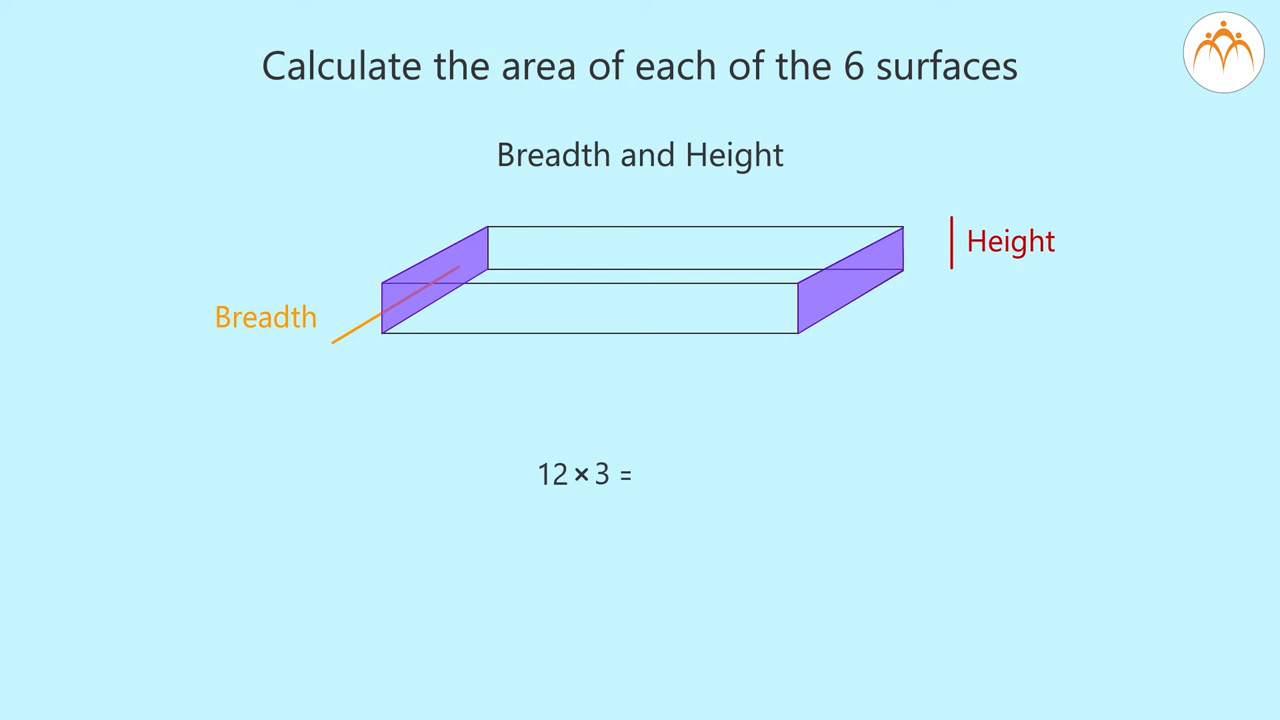 Calculate the area of each of the 6 surfaces
Breadth and Height
Height
Breadth
12 × 3 =